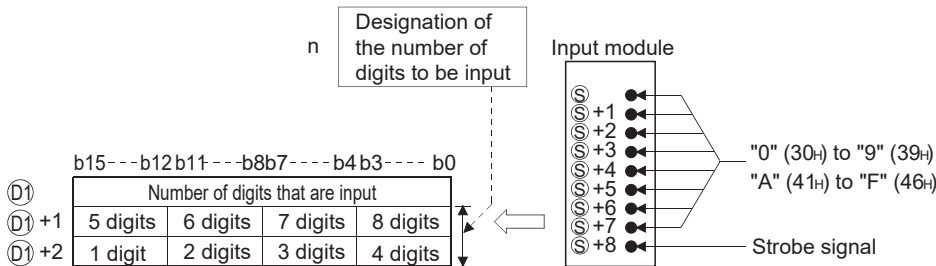 n
Designation of
the number of
digits to be input
Input module
Ⓢ
Ⓢ +1
Ⓢ +2
Ⓢ +3
Ⓢ +4
Ⓢ +5
Ⓢ +6
Ⓢ +7
Ⓢ +8
"0" (30H) to "9" (39H)
"A" (41H) to "F" (46H)
Strobe signal
b15----b12 b11-----b8b7-----b4 b3---- b0
D1 Number of digits that are input
D1 +1 5 digits 6 digits 7 digits 8 digits
D1 +2 1 digit 2 digits 3 digits 4 digits